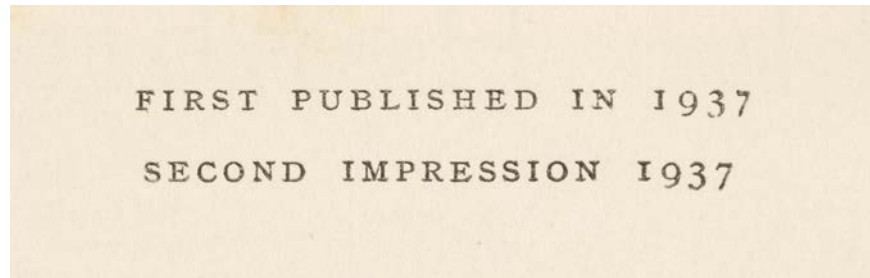 FIRST PUBLISHED IN 1937
SECOND IMPRESSION 1937